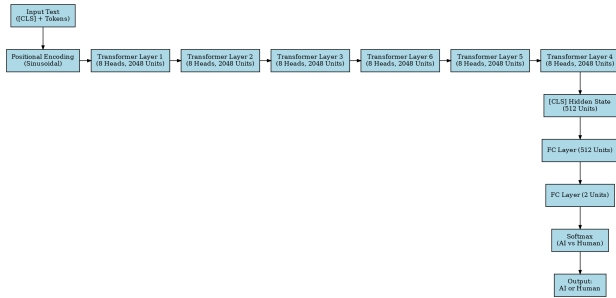 Input Text
([CLS] + Tokens)
Positional Encoding
(Sinusoidal)
Transformer Layer 1
(8 Heads, 2048 Units)
Transformer Layer 2
(8 Heads, 2048 Units)
Transformer Layer 3
(8 Heads, 2048 Units)
Transformer Layer 6
(8 Heads, 2048 Units)
Transformer Layer 5
(8 Heads, 2048 Units)
Transformer Layer 4
(8 Heads, 2048 Units)
[CLS] Hidden State
(512 Units)
FC Layer (512 Units)
FC Layer (2 Units)
Softmax
(AI vs Human)
Output:
AI or Human